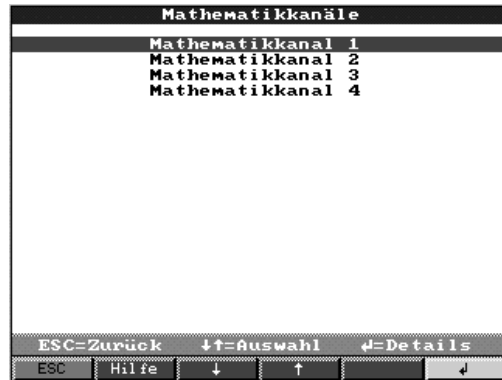 Mathematikkanäle
Mathematikkanal 1
Mathematikkanal 2
Mathematikkanal 3
Mathematikkanal 4
ESC=Zurück ↓↑=Auswahl ↲=Details
ESC Hilfe ↓ ↑ ↲